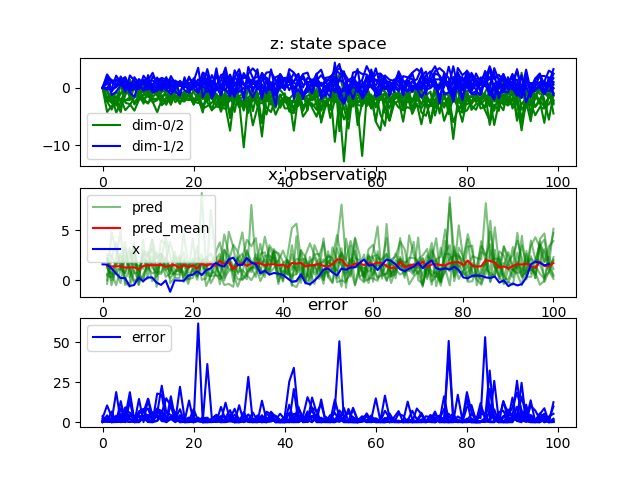 z: state space
0
−10
dim-0/2
dim-1/2
0 20 40 60 80 100
x: observation
5
0
pred
pred_mean
x
0 20 40 60 80 100
error
50
25
0
error
0 20 40 60 80 100